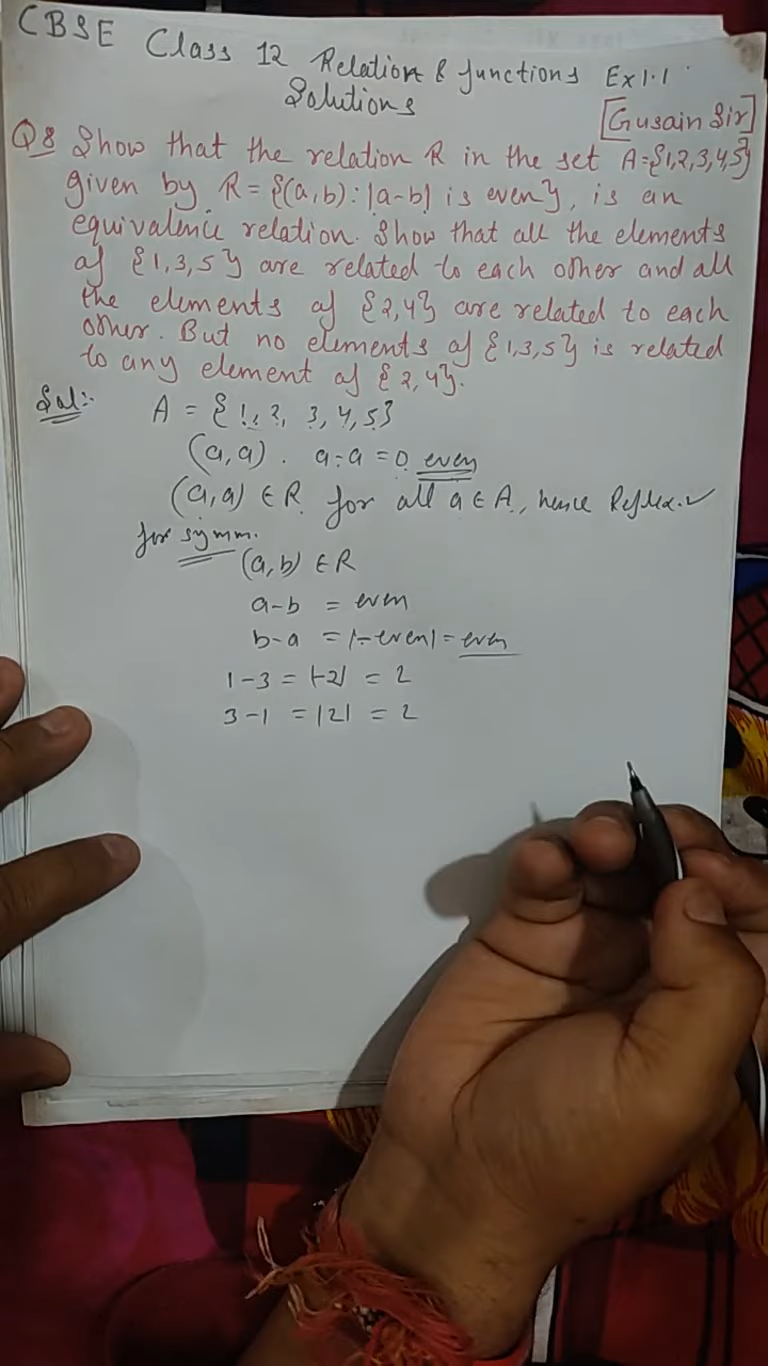 CBSE Class 12 Relation & functions Ex 1.1
Solutions
[Gusain Sir]
Q8 Show that the relation R in the set A={1,2,3,4,5}
given by R = {(a,b): |a-b| is even}, is an
equivalence relation. Show that all the elements
of {1,3,5} are related to each other and all
the elements of {2,4} are related to each
other. But no elements of {1,3,5} is related
to any element of {2,4}.
Sol:- A = {1, 2, 3, 4, 5}
(a,a). a-a = 0 even
(a,a) ∈ R for all a ∈ A, hence Reflex.
for symm.
(a,b) ∈ R
a-b = even
b-a = |-even| = even
1-3 = |-2| = 2
3-1 = |2| = 2